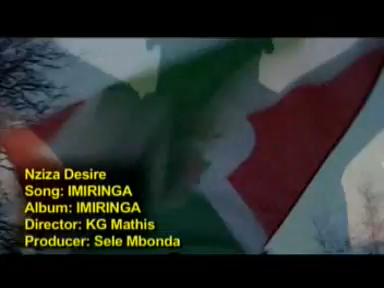 Nziza Desire
Song: IMIRINGA
Album: IMIRINGA
Director: KG Mathis
Producer: Sele Mbonda